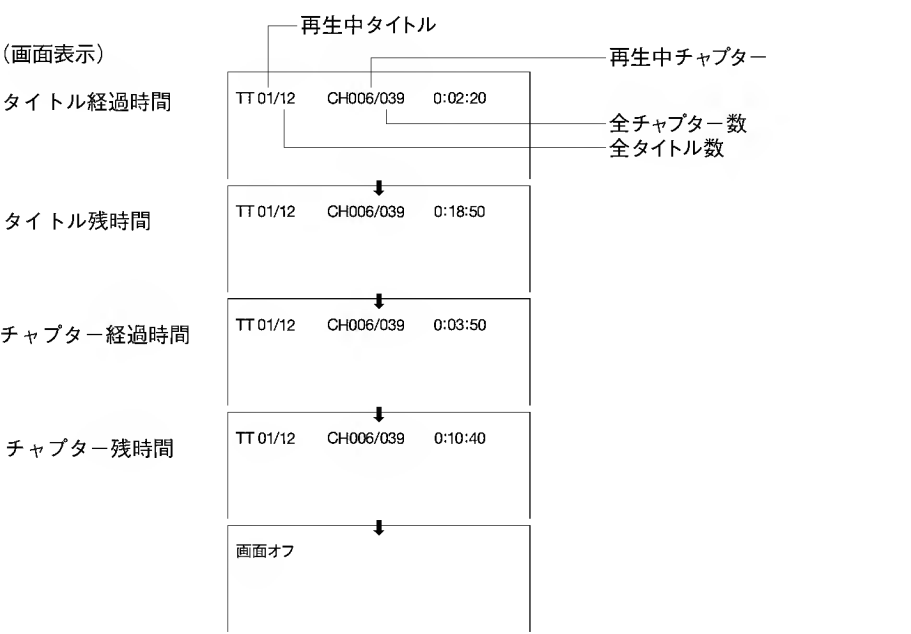 再生中タイトル
（画面表示）
再生中チャプター
タイトル経過時間
TT 01/12 CH006/039 0:02:20
全チャプター数
全タイトル数
タイトル残時間
TT 01/12 CH006/039 0:18:50
チャプター経過時間
TT 01/12 CH006/039 0:03:50
チャプター残時間
TT 01/12 CH006/039 0:10:40
画面オフ